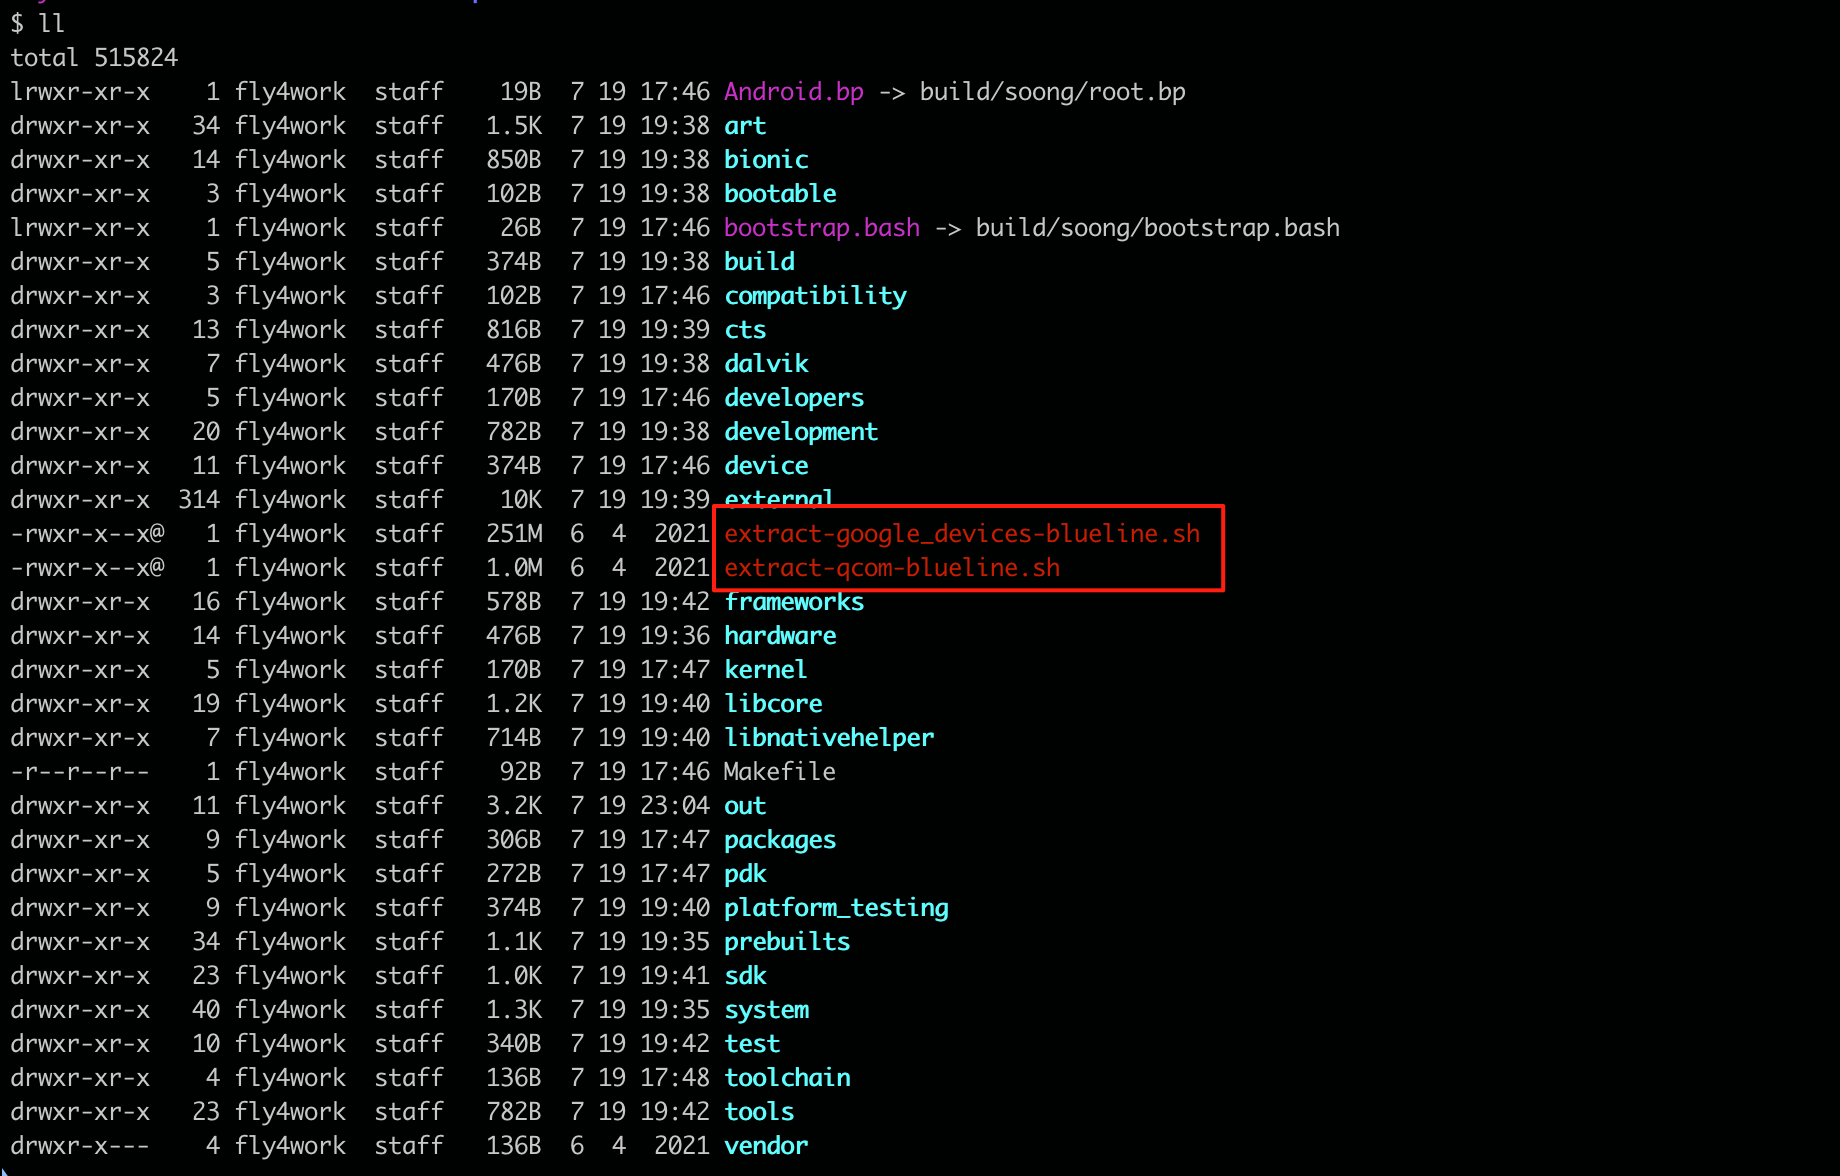 $ ll
total 515824
lrwxr-xr-x 1 fly4work staff 19B 7 19 17:46 Android.bp -> build/soong/root.bp
drwxr-xr-x 34 fly4work staff 1.5K 7 19 19:38 art
drwxr-xr-x 14 fly4work staff 850B 7 19 19:38 bionic
drwxr-xr-x 3 fly4work staff 102B 7 19 19:38 bootable
lrwxr-xr-x 1 fly4work staff 26B 7 19 17:46 bootstrap.bash -> build/soong/bootstrap.bash
drwxr-xr-x 5 fly4work staff 374B 7 19 19:38 build
drwxr-xr-x 3 fly4work staff 102B 7 19 17:46 compatibility
drwxr-xr-x 13 fly4work staff 816B 7 19 19:39 cts
drwxr-xr-x 7 fly4work staff 476B 7 19 19:38 dalvik
drwxr-xr-x 5 fly4work staff 170B 7 19 17:46 developers
drwxr-xr-x 20 fly4work staff 782B 7 19 19:38 development
drwxr-xr-x 11 fly4work staff 374B 7 19 17:46 device
drwxr-xr-x 314 fly4work staff 10K 7 19 19:39 external
-rwxr-x--x@ 1 fly4work staff 251M 6 4 2021 extract-google_devices-blueline.sh
-rwxr-x--x@ 1 fly4work staff 1.0M 6 4 2021 extract-qcom-blueline.sh
drwxr-xr-x 16 fly4work staff 578B 7 19 19:42 frameworks
drwxr-xr-x 14 fly4work staff 476B 7 19 19:36 hardware
drwxr-xr-x 5 fly4work staff 170B 7 19 17:47 kernel
drwxr-xr-x 19 fly4work staff 1.2K 7 19 19:40 libcore
drwxr-xr-x 7 fly4work staff 714B 7 19 19:40 libnativehelper
-r--r--r-- 1 fly4work staff 92B 7 19 17:46 Makefile
drwxr-xr-x 11 fly4work staff 3.2K 7 19 23:04 out
drwxr-xr-x 9 fly4work staff 306B 7 19 17:47 packages
drwxr-xr-x 5 fly4work staff 272B 7 19 17:47 pdk
drwxr-xr-x 9 fly4work staff 374B 7 19 19:40 platform_testing
drwxr-xr-x 34 fly4work staff 1.1K 7 19 19:35 prebuilts
drwxr-xr-x 23 fly4work staff 1.0K 7 19 19:41 sdk
drwxr-xr-x 40 fly4work staff 1.3K 7 19 19:35 system
drwxr-xr-x 10 fly4work staff 340B 7 19 19:42 test
drwxr-xr-x 4 fly4work staff 136B 7 19 17:48 toolchain
drwxr-xr-x 23 fly4work staff 782B 7 19 19:42 tools
drwxr-x--- 4 fly4work staff 136B 6 4 2021 vendor